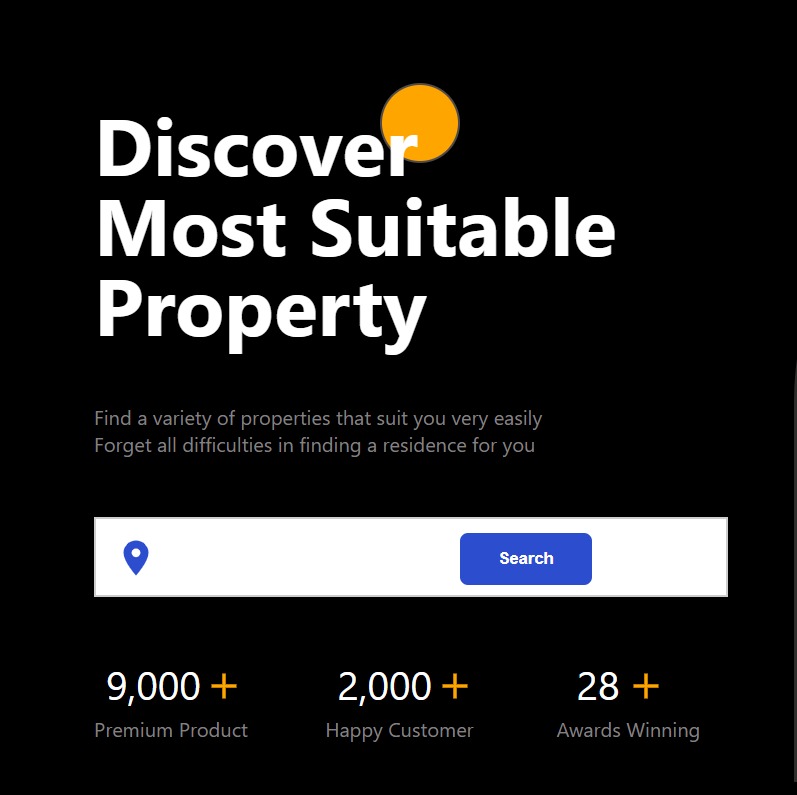 Discover
Most Suitable
Property
Find a variety of properties that suit you very easily
Forget all difficulties in finding a residence for you
Search
9,000 + 2,000 + 28 +
Premium Product Happy Customer Awards Winning